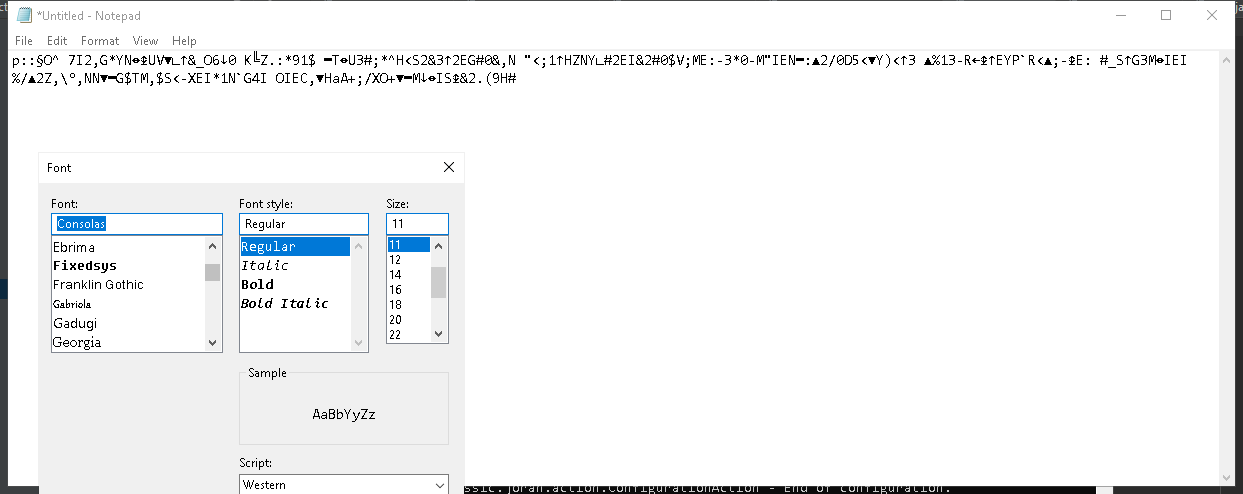 *Untitled - Notepad
File Edit Format View Help
p::§O^ 7I2,G*YN↨UV▼∟↑&_O6↓0 K╚Z.:*91$ ▬T↨U3#;*^H<S2&3↑2EG#0&,N "<;1↑HZNY∟#2EI&2#0$V;ME:-3*0-M"IEN▬:▲2/0D5<▼Y)<↑3 ▲%13-R←↨↑EYP`R<▲;-↨E: #_S↑G3M↨IEI
%/▲2Z,\°,NN▼▬G$TM,$S<-XEI*1N`G4I OIEC,▼HaA+;/XO+▼▬M↓↨IS↨&2.(9H#
Font
Font: Font style: Size:
Consolas Regular 11
Ebrima Regular 11
Fixedsys Italic 12
Franklin Gothic Bold 14
Gabriola Bold Italic 16
Gadugi 18
Georgia 20
22
Sample
AaBbYyZz
Script:
Western
ssic.joran.action.ConfigurationAction - End of configuration.